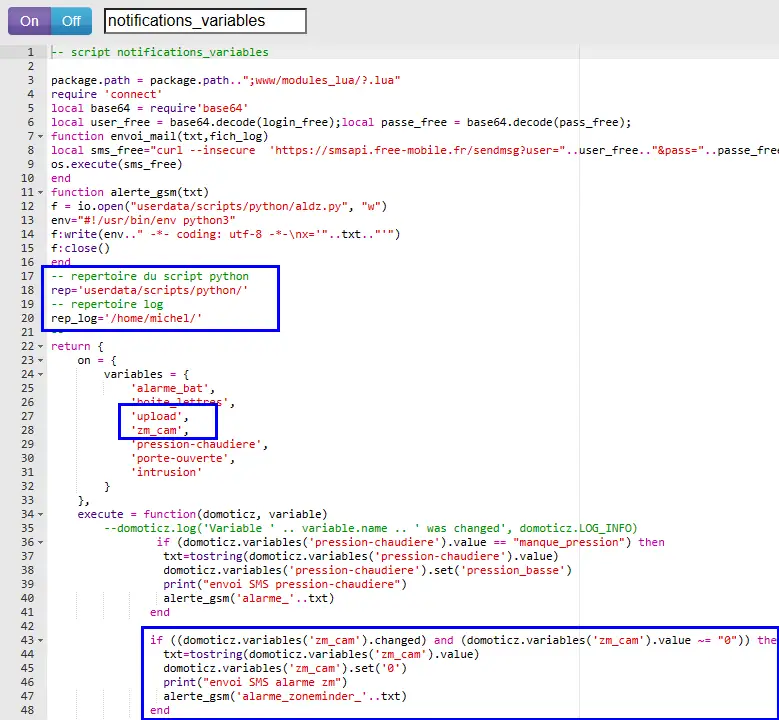 On Off notifications_variables
1 -- script notifications_variables
2
3 package.path = package.path..";www/modules_lua/?.lua"
4 require 'connect'
5 local base64 = require'base64'
6 local user_free = base64.decode(login_free);local passe_free = base64.decode(pass_free);
7 function envoi_mail(txt,fich_log)
8 local sms_free="curl --insecure  'https://smsapi.free-mobile.fr/sendmsg?user="..user_free.."&pass="..passe_free
9 os.execute(sms_free)
10 end
11 function alerte_gsm(txt)
12 f = io.open("userdata/scripts/python/aldz.py", "w")
13 env="#!/usr/bin/env python3"
14 f:write(env.." -*- coding: utf-8 -*-\nx='"..txt.."'")
15 f:close()
16 end
17 -- repertoire du script python
18 rep='userdata/scripts/python/'
19 -- repertoire log
20 rep_log='/home/michel/'
21 --
22 return {
23 on = {
24 variables = {
25 'alarme_bat',
26 'boite_lettres',
27 'upload',
28 'zm_cam',
29 'pression-chaudiere',
30 'porte-ouverte',
31 'intrusion'
32 }
33 },
34 execute = function(domoticz, variable)
35 --domoticz.log('Variable ' .. variable.name .. ' was changed', domoticz.LOG_INFO)
36 if (domoticz.variables('pression-chaudiere').value == "manque_pression") then
37 txt=tostring(domoticz.variables('pression-chaudiere').value)
38 domoticz.variables('pression-chaudiere').set('pression_basse')
39 print("envoi SMS pression-chaudiere")
40 alerte_gsm('alarme_'..txt)
41 end
42
43 if ((domoticz.variables('zm_cam').changed) and (domoticz.variables('zm_cam').value ~= "0")) the
44 txt=tostring(domoticz.variables('zm_cam').value)
45 domoticz.variables('zm_cam').set('0')
46 print("envoi SMS alarme zm")
47 alerte_gsm('alarme_zoneminder_'..txt)
48 end